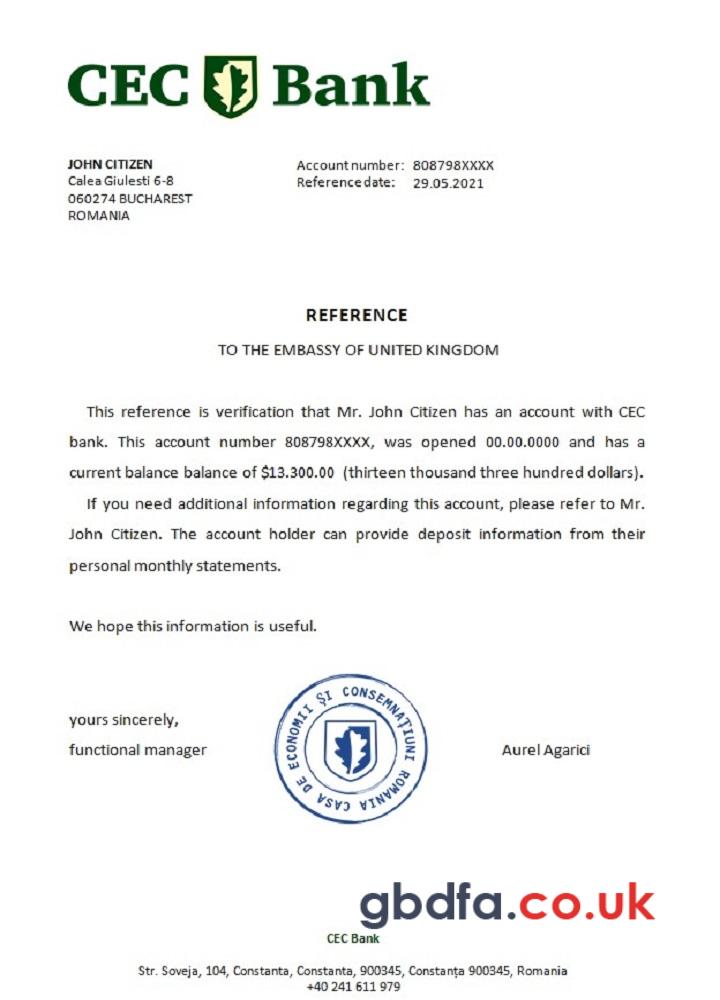 CEC Bank
JOHN CITIZEN
Calea Giulesti 6-8
060274 BUCHAREST
ROMANIA
Account number: 808798XXXX
Reference date: 29.05.2021
REFERENCE
TO THE EMBASSY OF UNITED KINGDOM
This reference is verification that Mr. John Citizen has an account with CEC
bank. This account number 808798XXXX, was opened 00.00.0000 and has a
current balance balance of $13.300.00 (thirteen thousand three hundred dollars).
If you need additional information regarding this account, please refer to Mr.
John Citizen. The account holder can provide deposit information from their
personal monthly statements.
We hope this information is useful.
yours sincerely,
functional manager
CASA DE ECONOMII ȘI CONSEMNAȚIUNI ROMANIA
Aurel Agarici
gbdfa.co.uk
CEC Bank
Str. Soveja, 104, Constanta, Constanta, 900345, Constanța 900345, Romania
+40 241 611 979